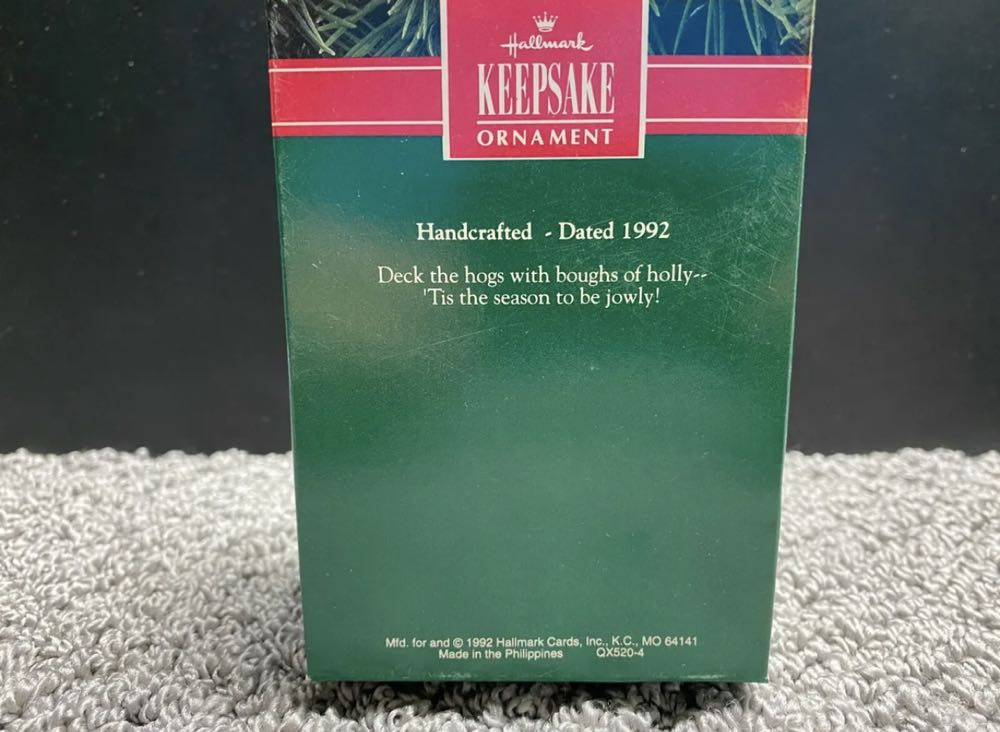 Hallmark
KEEPSAKE
ORNAMENT
Handcrafted - Dated 1992
Deck the hogs with boughs of holly--
'Tis the season to be jowly!
Mfd. for and © 1992 Hallmark Cards, Inc., K.C., MO 64141
Made in the Philippines QX520-4